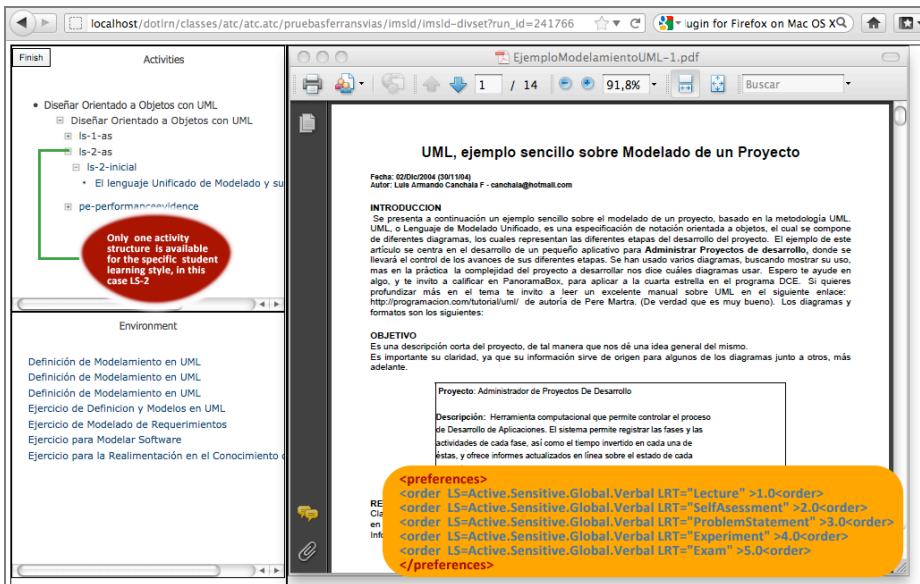 localhost/dotlrn/classes/atc/atc.atc/pruebasferransvias/imsld/imsld-divset?run_id=241766
ugin for Firefox on Mac OS X
Finish
Activities
Diseñar Orientado a Objetos con UML
Diseñar Orientado a Objetos con UML
ls-1-as
ls-2-as
ls-2-inicial
El lenguaje Unificado de Modelado y su
pe-performanceevidence
Only one activity
structure is available
for the specific student
learning style, in this
case LS-2
Environment
Definición de Modelamiento en UML
Definición de Modelamiento en UML
Definición de Modelamiento en UML
Ejercicio de Definicion y Modelos en UML
Ejercicio de Modelado de Requerimientos
Ejercicio para Modelar Software
Ejercicio para la Realimentación en el Conocimiento
EjemploModelamientoUML-1.pdf
1 / 14 91,8% Buscar
UML, ejemplo sencillo sobre Modelado de un Proyecto
Fecha: 02/Dic/2004 (30/11/04)
Autor: Luis Armando Canchala F - canchala@hotmail.com
INTRODUCCION
Se presenta a continuación un ejemplo sencillo sobre el modelado de un proyecto, basado en la metodología UML.
UML, o Lenguaje de Modelado Unificado, es una especificación de notación orientada a objetos, el cual se compone
de diferentes diagramas, los cuales representan las diferentes etapas del desarrollo del proyecto. El ejemplo de este
artículo se centra en el desarrollo de un pequeño aplicativo para Administrar Proyectos de desarrollo, donde se
llevará el control de los avances de sus diferentes etapas. Se han usado varios diagramas, buscando mostrar su uso,
mas en la práctica la complejidad del proyecto a desarrollar nos dice cuáles diagramas usar. Espero te ayude en
algo, y te invito a calificar en PanoramaBox, para aplicar a la cuarta estrella en el programa DCE. Si quieres
profundizar más en el tema te invito a leer un excelente manual sobre UML en el siguiente enlace:
http://programacion.com/tutorial/uml/ de autoría de Pere Martra. (De verdad que es muy bueno). Los diagramas y
formatos son los siguientes:
OBJETIVO
Es una descripción corta del proyecto, de tal manera que nos dé una idea general del mismo.
Es importante su claridad, ya que su información sirve de origen para algunos de los diagramas junto a otros, más
adelante.
Proyecto: Administrador de Proyectos De Desarrollo
Descripción: Herramienta computacional que permite controlar el proceso
de Desarrollo de Aplicaciones. El sistema permite registrar las fases y las
actividades de cada fase, así como el tiempo invertido en cada una de
éstas, y ofrece informes actualizados en línea sobre el estado de cada
RE
Cla
en
Info
<preferences>
<order LS=Active.Sensitive.Global.Verbal LRT="Lecture" >1.0<order>
<order LS=Active.Sensitive.Global.Verbal LRT="SelfAsessment" >2.0<order>
<order LS=Active.Sensitive.Global.Verbal LRT="ProblemStatement" >3.0<order>
<order LS=Active.Sensitive.Global.Verbal LRT="Experiment" >4.0<order>
<order LS=Active.Sensitive.Global.Verbal LRT="Exam" >5.0<order>
</preferences>